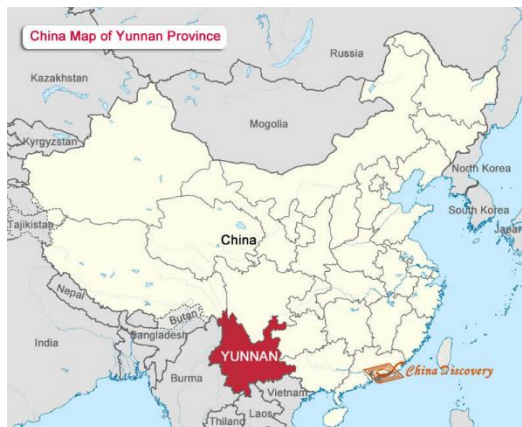 China Map of Yunnan Province
Russia
Kazakhstan
Mogolia
Kyrgyzstan
North Korea
South Korea
Japan
Tajikistan
China
Nepal
Butan
Bangladesh
India
YUNNAN
China Discovery
Burma
Vietnam
Laos
Thailand